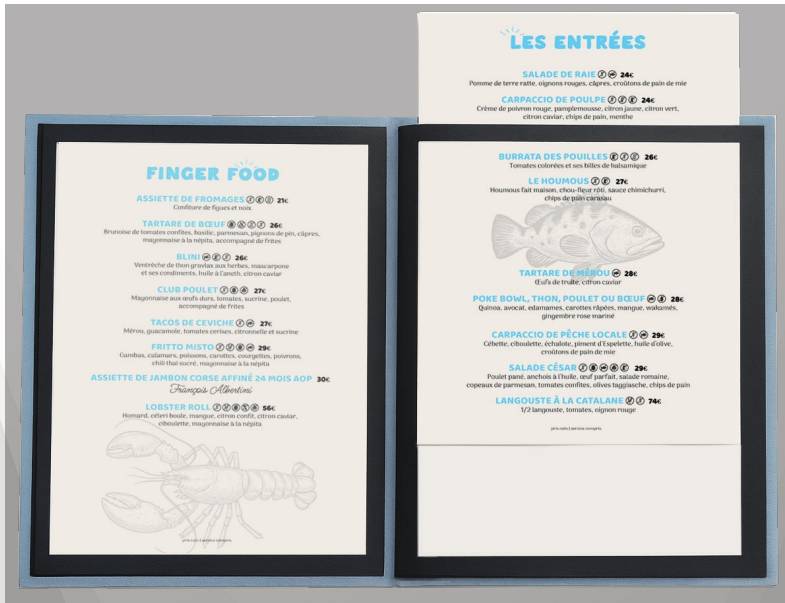 FINGER FOOD
ASSIETTE DE FROMAGES 21€
Confiture de figues et noix
TARTARE DE BŒUF 26€
Brunoise de tomates confites, basilic, parmesan, pignons de pin, câpres,
mayonnaise à la népita, accompagné de frites
BLINI 26€
Ventrèche de thon gravlax aux herbes, mascarpone
et ses condiments, huile à l'aneth, citron caviar
CLUB POULET 27€
Mayonnaise aux œufs durs, tomates, sucrine, poulet,
accompagné de frites
TACOS DE CEVICHE 27€
Mérou, guacamole, tomates cerises, citronnelle et sucrine
FRITTO MISTO 29€
Gambas, calamars, poissons, carottes, courgettes, poivrons,
chili thai sucré, mayonnaise à la népita
ASSIETTE DE JAMBON CORSE AFFINÉ 24 MOIS AOP 30€
François Albertini
LOBSTER ROLL 56€
Homard, céleri boule, mangue, citron confit, citron caviar,
ciboulette, mayonnaise à la népita
prix nets | service compris.
LES ENTRÉES
SALADE DE RAIE 24€
Pomme de terre ratte, oignons rouges, câpres, croûtons de pain de mie
CARPACCIO DE POULPE 24€
Crème de poivron rouge, pamplemousse, citron jaune, citron vert,
citron caviar, chips de pain, menthe
BURRATA DES POUILLES 26€
Tomates colorées et ses billes de balsamique
LE HOUMOUS 27€
Houmous fait maison, chou-fleur rôti, sauce chimichurri,
chips de pain carasau
TARTARE DE MÉROU 28€
Œufs de truite, citron caviar
POKE BOWL, THON, POULET OU BŒUF 28€
Quinoa, avocat, edamames, carottes râpées, mangue, wakamés,
gingembre rose mariné
CARPACCIO DE PÊCHE LOCALE 29€
Cébette, ciboulette, échalote, piment d'Espelette, huile d'olive,
croûtons de pain de mie
SALADE CÉSAR 29€
Poulet pané, anchois à l'huile, œuf parfait, salade romaine,
copeaux de parmesan, tomates confites, olives taggiasche, chips de pain
LANGOUSTE À LA CATALANE 74€
1/2 langouste, tomates, oignon rouge
prix nets | service compris.